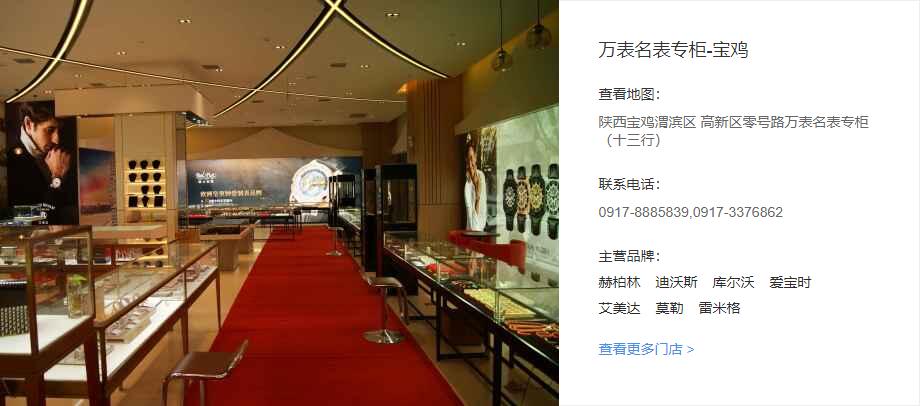 万表名表专柜-宝鸡
查看地图：
陕西宝鸡渭滨区 高新区零号路万表名表专柜
（十三行）
联系电话：
0917-8885839,0917-3376862
主营品牌：
赫柏林 迪沃斯 库尔沃 爱宝时
艾美达 莫勒 雷米格
查看更多门店 >